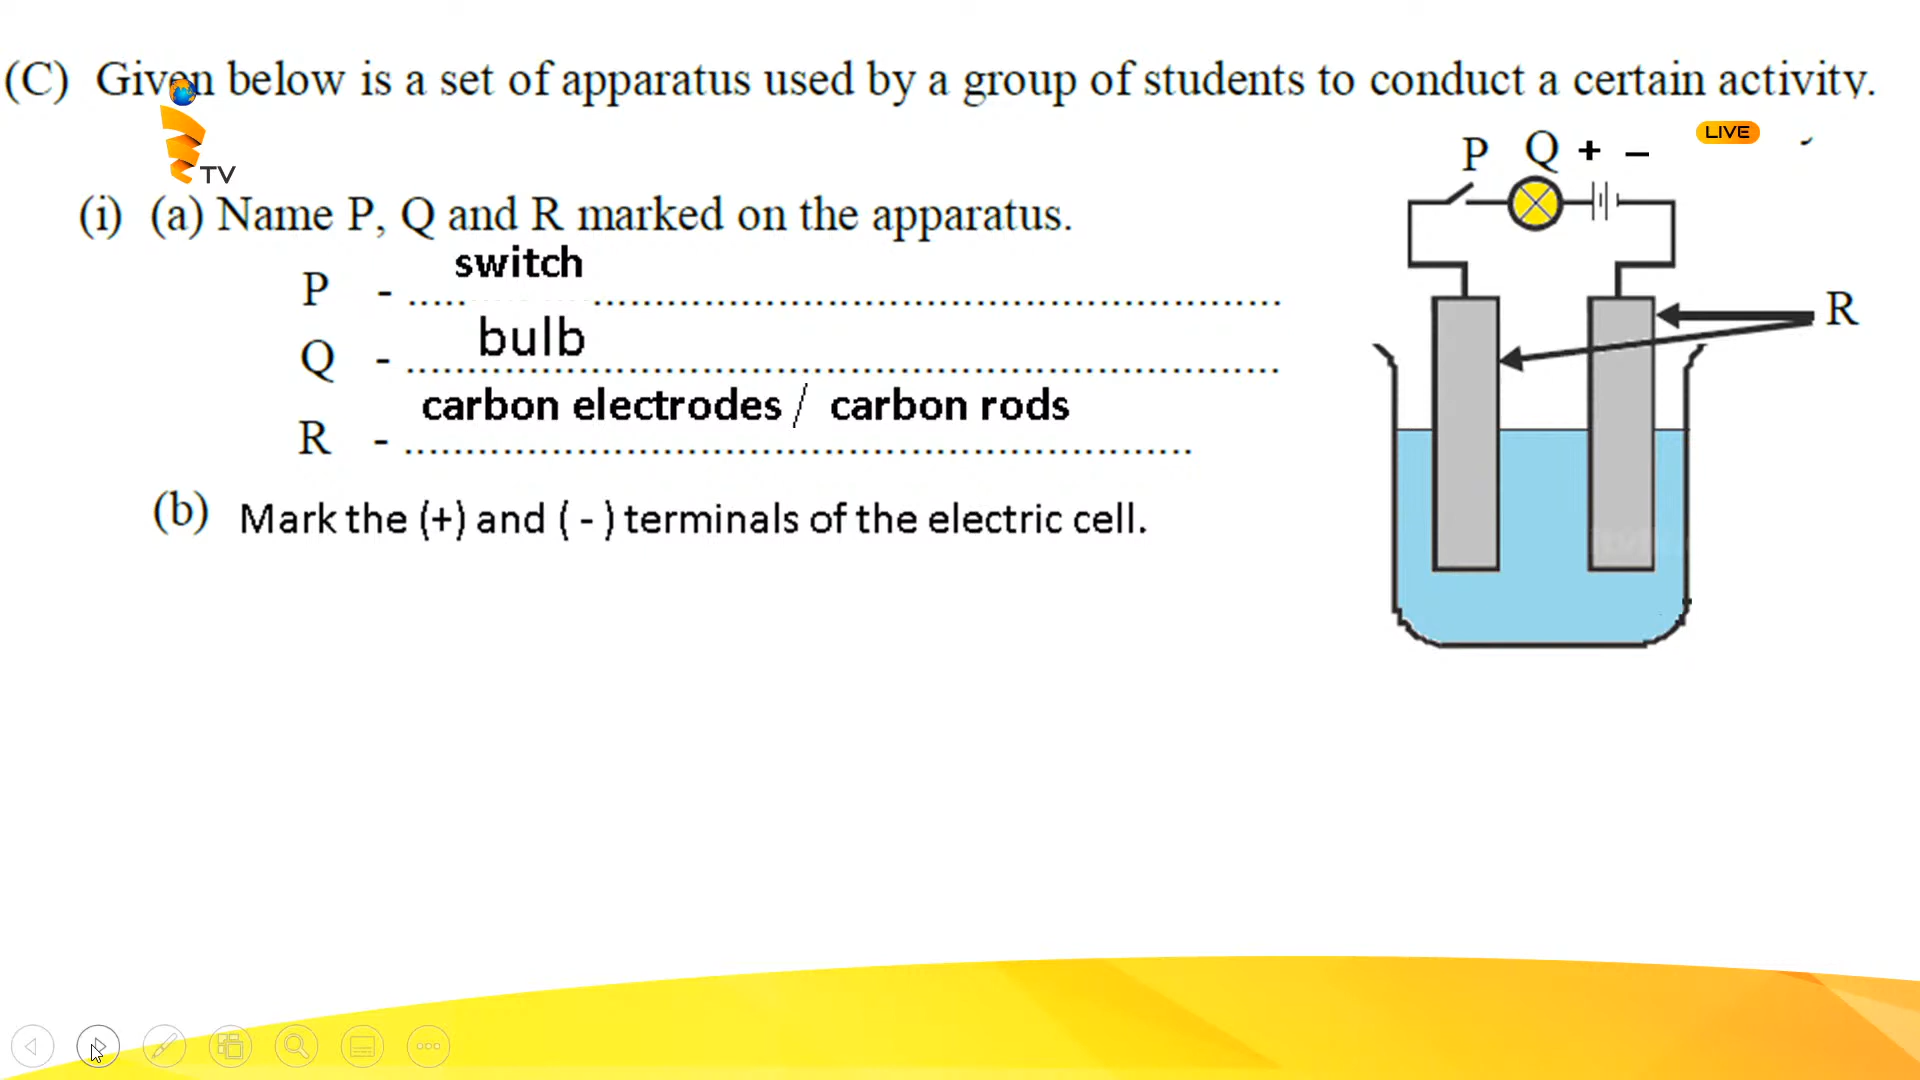 (C) Given below is a set of apparatus used by a group of students to conduct a certain activity.
LIVE
TV
P Q + –
(i) (a) Name P, Q and R marked on the apparatus.
P - switch
Q - bulb
R - carbon electrodes / carbon rods
R
(b) Mark the (+) and ( - ) terminals of the electric cell.